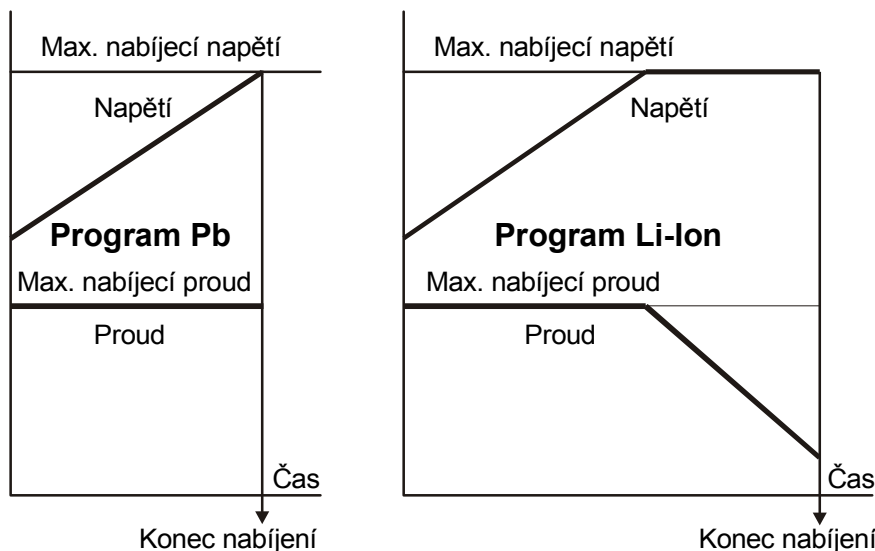 Max. nabíjecí napětí
Napětí
Program Pb
Max. nabíjecí proud
Proud
Čas
Konec nabíjení
Max. nabíjecí napětí
Napětí
Program Li-Ion
Max. nabíjecí proud
Proud
Čas
Konec nabíjení